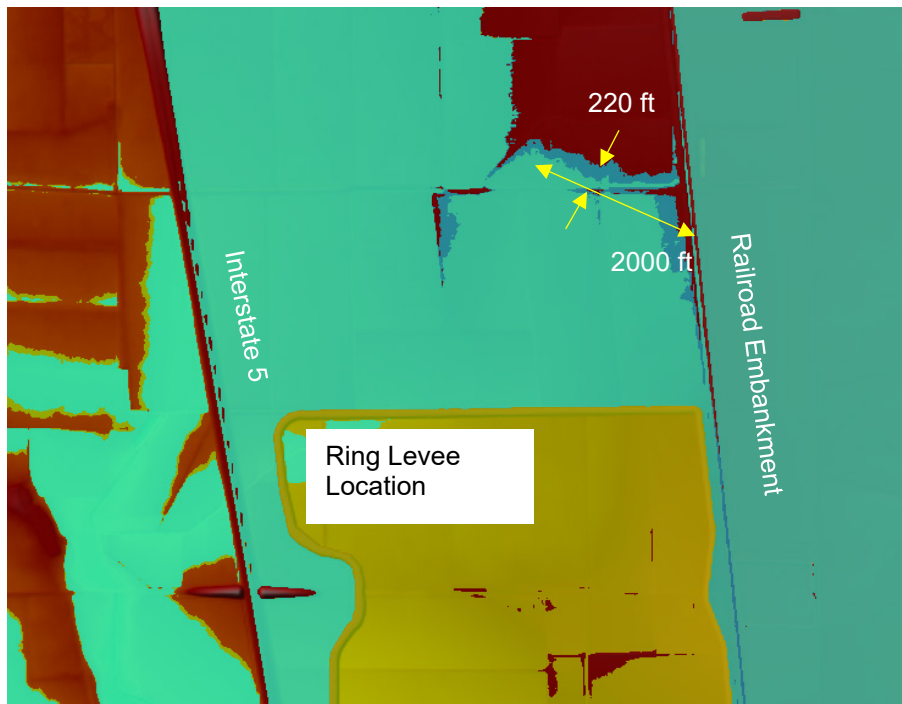 220 ft
2000 ft
Interstate 5
Railroad Embankment
Ring Levee
Location